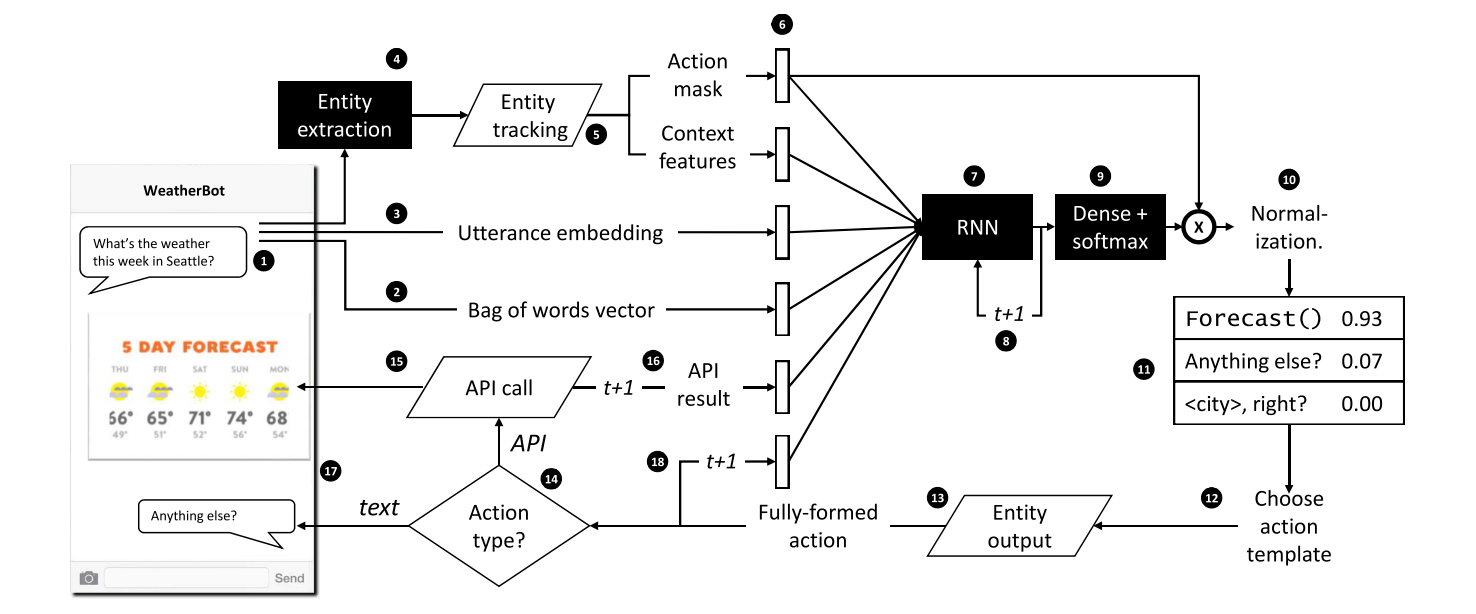 6
4
Action
mask
Entity
extraction
Entity
tracking
5
Context
features
WeatherBot
3
7
9
10
What's the weather
this week in Seattle?
1
Utterance embedding
RNN
Dense +
softmax
X
Normal-
ization.
2
Bag of words vector
t+1
8
Forecast() 0.93
Anything else? 0.07
<city>, right? 0.00
11
5 DAY FORECAST
THU FRI SAT SUN MON
66° 65° 71° 74° 68
49° 51° 52° 56° 54°
15
API call
16
t+1
API
result
API
17
14
18
t+1
text
Action
type?
Fully-formed
action
13
Entity
output
12
Choose
action
template
Anything else?
Send